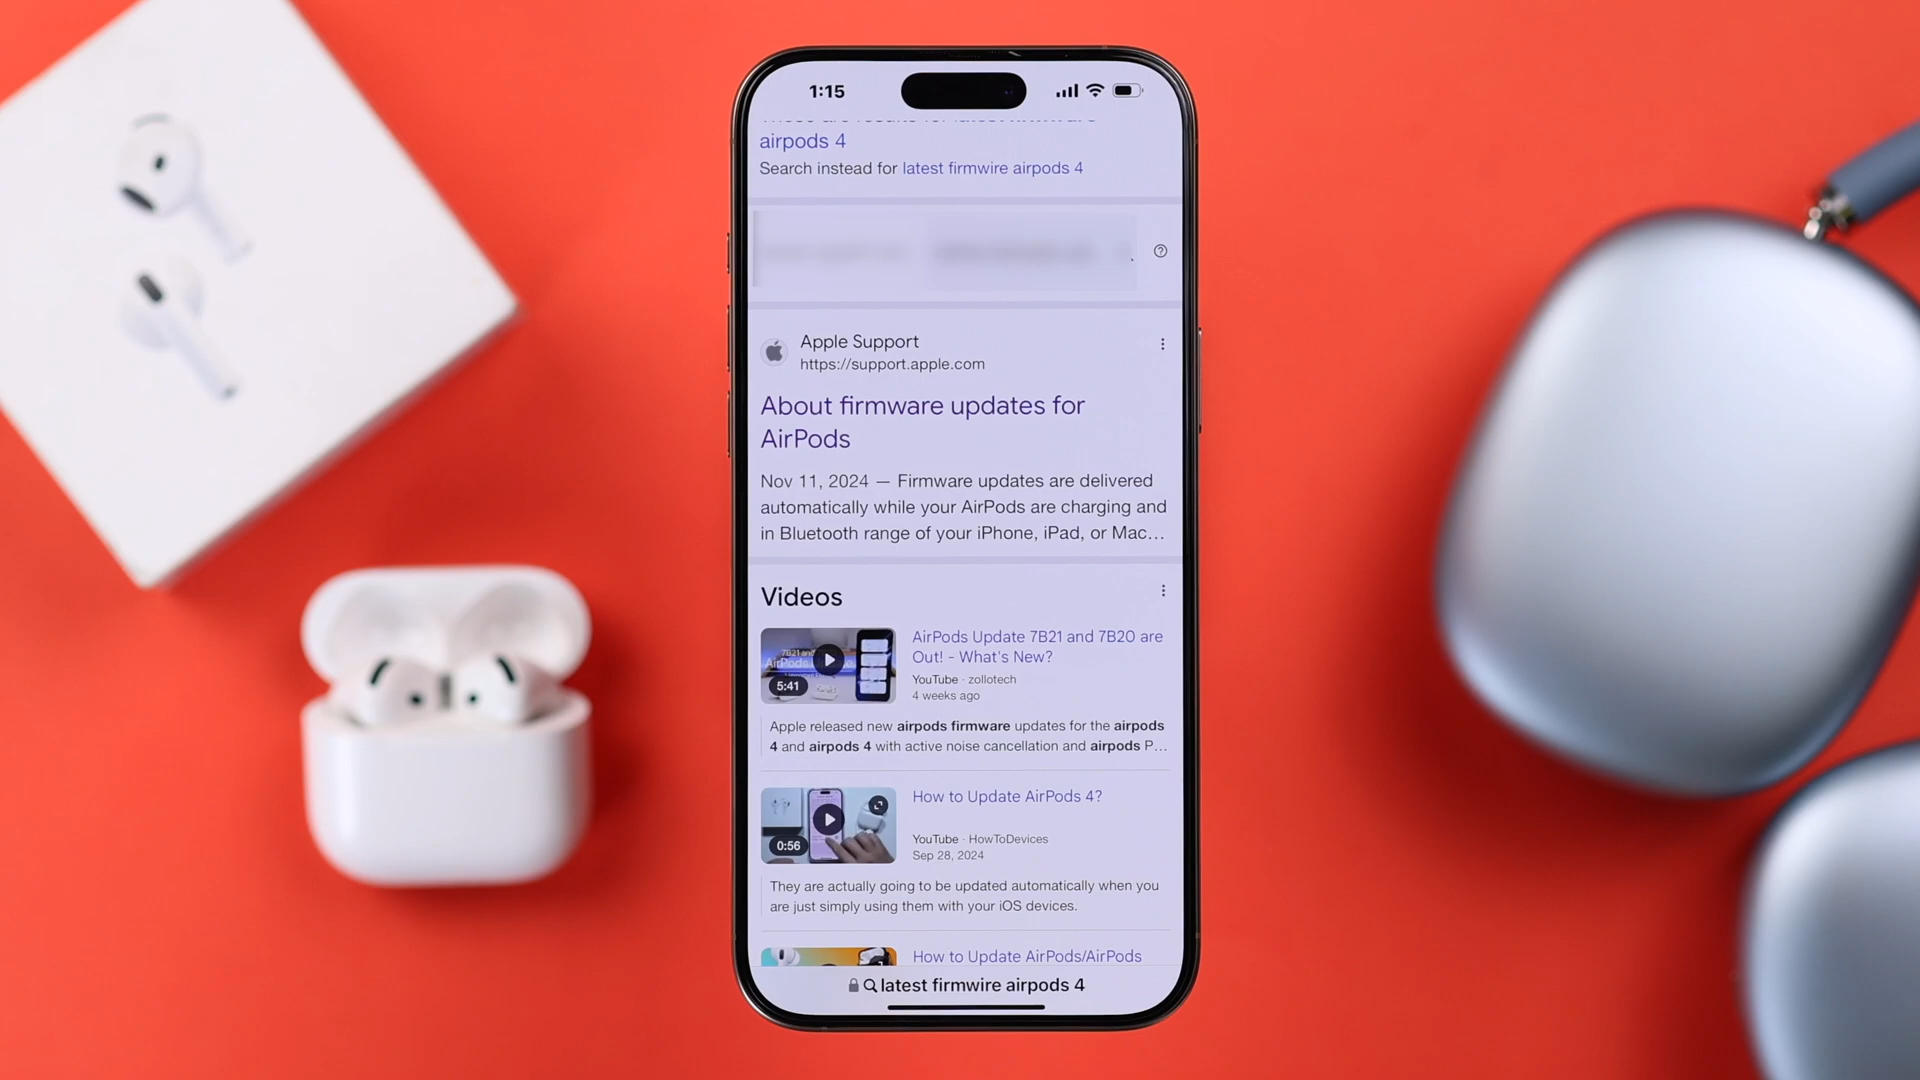 1:15
airpods 4
Search instead for latest firmwire airpods 4
Apple Support
https://support.apple.com
About firmware updates for
AirPods
Nov 11, 2024 — Firmware updates are delivered
automatically while your AirPods are charging and
in Bluetooth range of your iPhone, iPad, or Mac...
Videos
AirPods Update 7B21 and 7B20 are
Out! - What's New?
YouTube · zollotech
4 weeks ago
5:41
Apple released new airpods firmware updates for the airpods
4 and airpods 4 with active noise cancellation and airpods P...
How to Update AirPods 4?
YouTube · HowToDevices
Sep 28, 2024
0:56
They are actually going to be updated automatically when you
are just simply using them with your iOS devices.
How to Update AirPods/AirPods
latest firmwire airpods 4